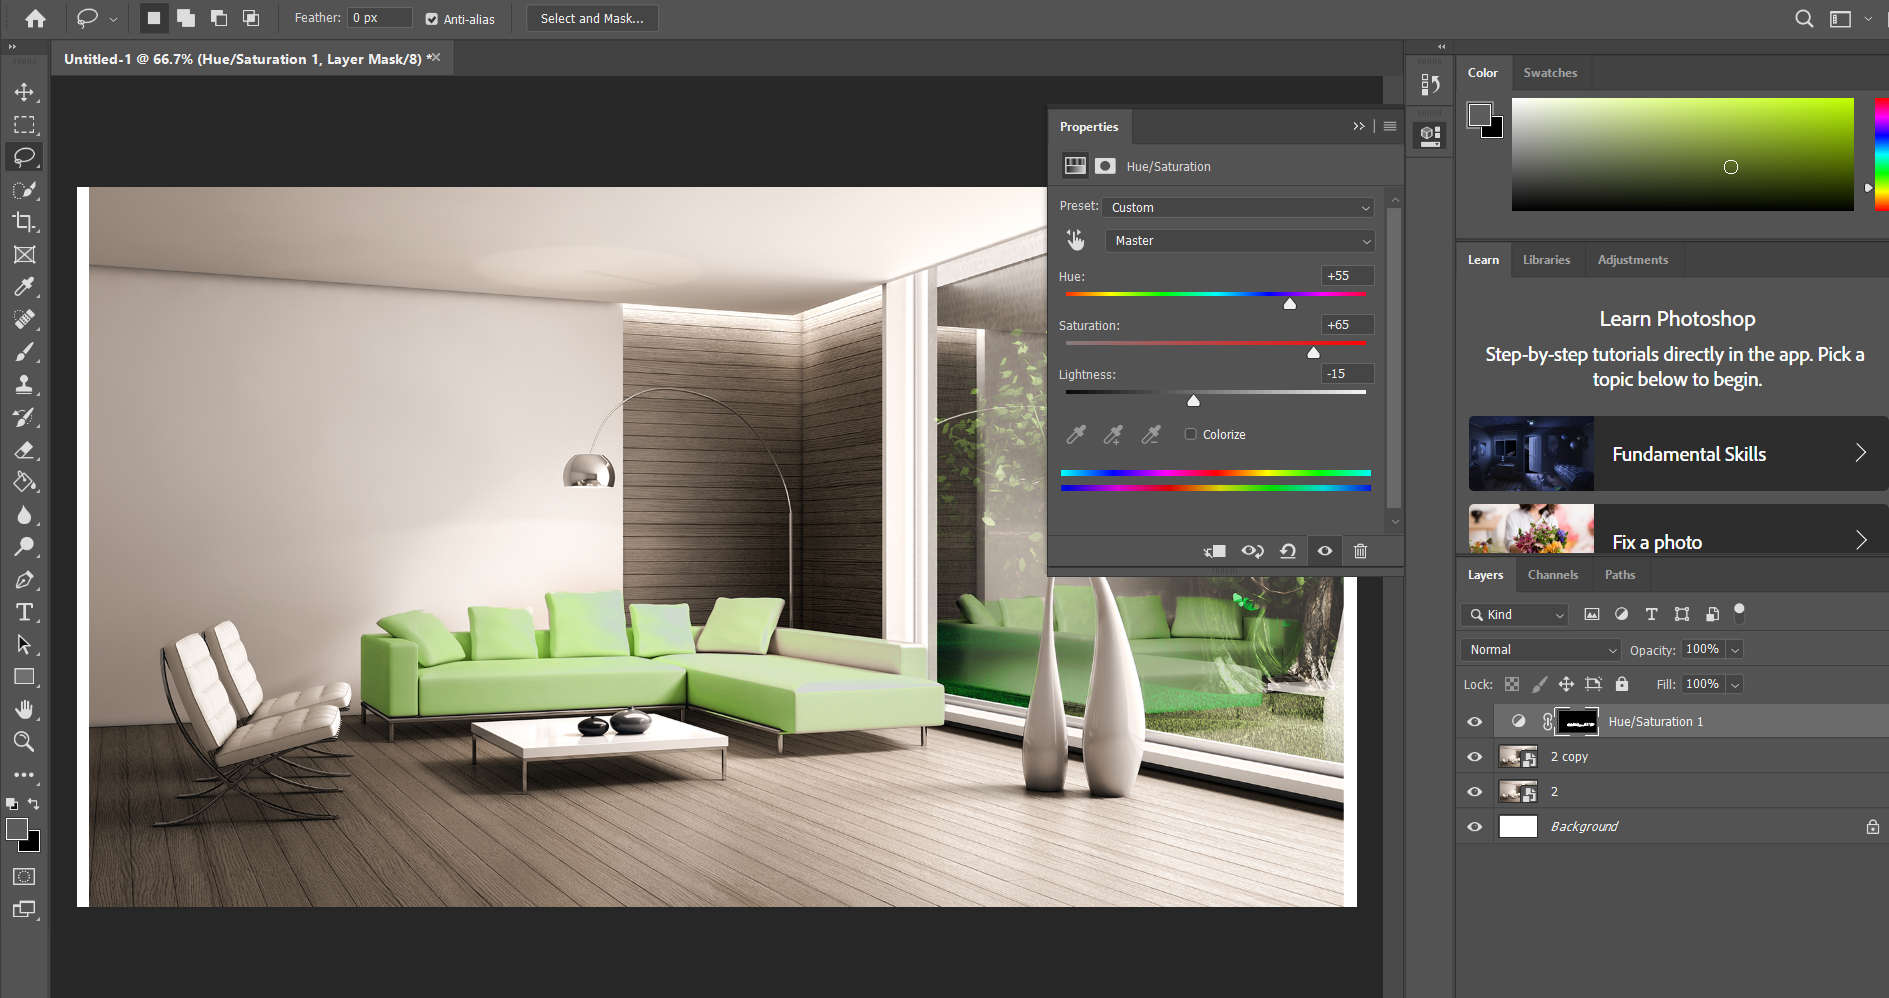 Feather: 0 px Anti-alias Select and Mask...
Untitled-1 @ 66.7% (Hue/Saturation 1, Layer Mask/8) *
Properties
Hue/Saturation
Preset: Custom
Master
Hue: +55
Saturation: +65
Lightness: -15
Colorize
Color Swatches
Learn Libraries Adjustments
Learn Photoshop
Step-by-step tutorials directly in the app. Pick a
topic below to begin.
Fundamental Skills
Fix a photo
Layers Channels Paths
Kind
Normal Opacity: 100%
Lock: Fill: 100%
Hue/Saturation 1
2 copy
2
Background